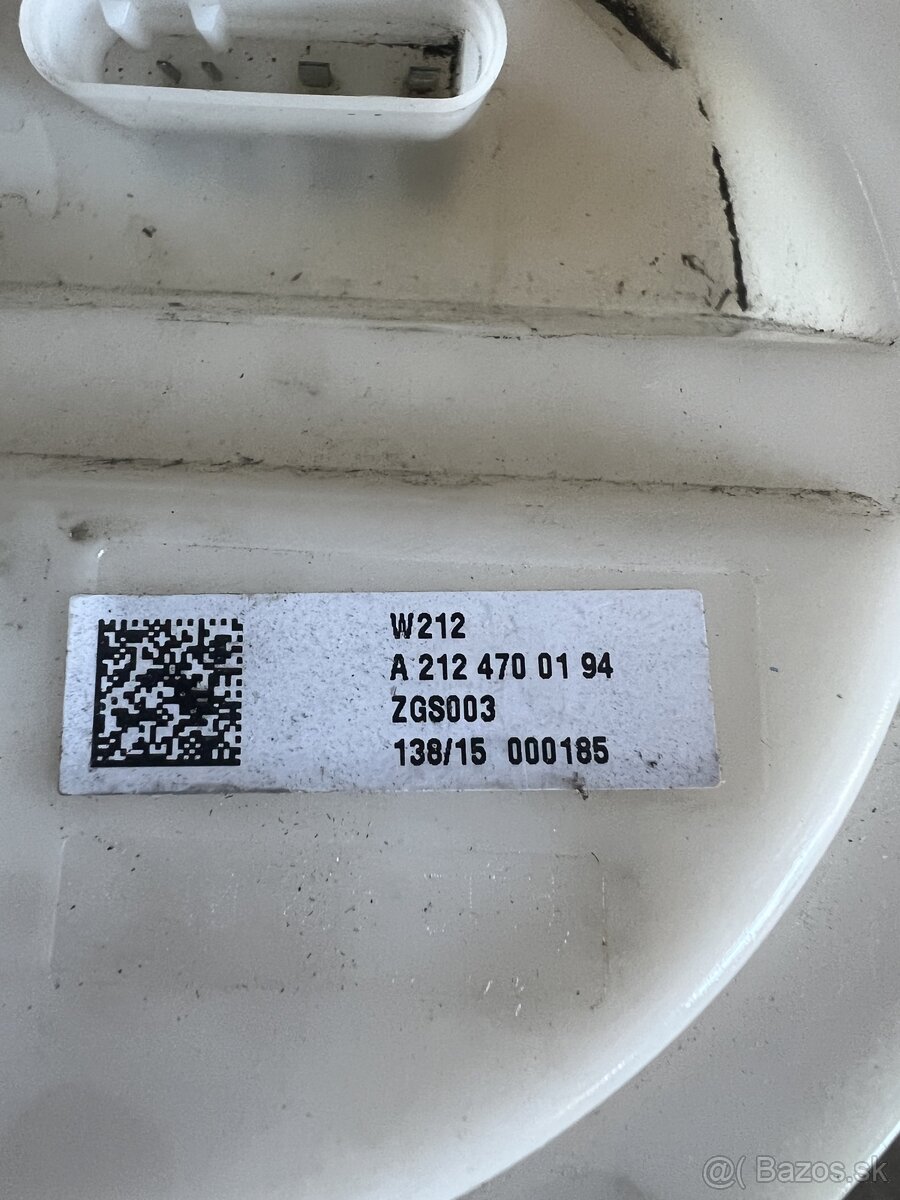 W212
A 212 470 01 94
ZGS003
138/15 000185
@( Bazos.sk